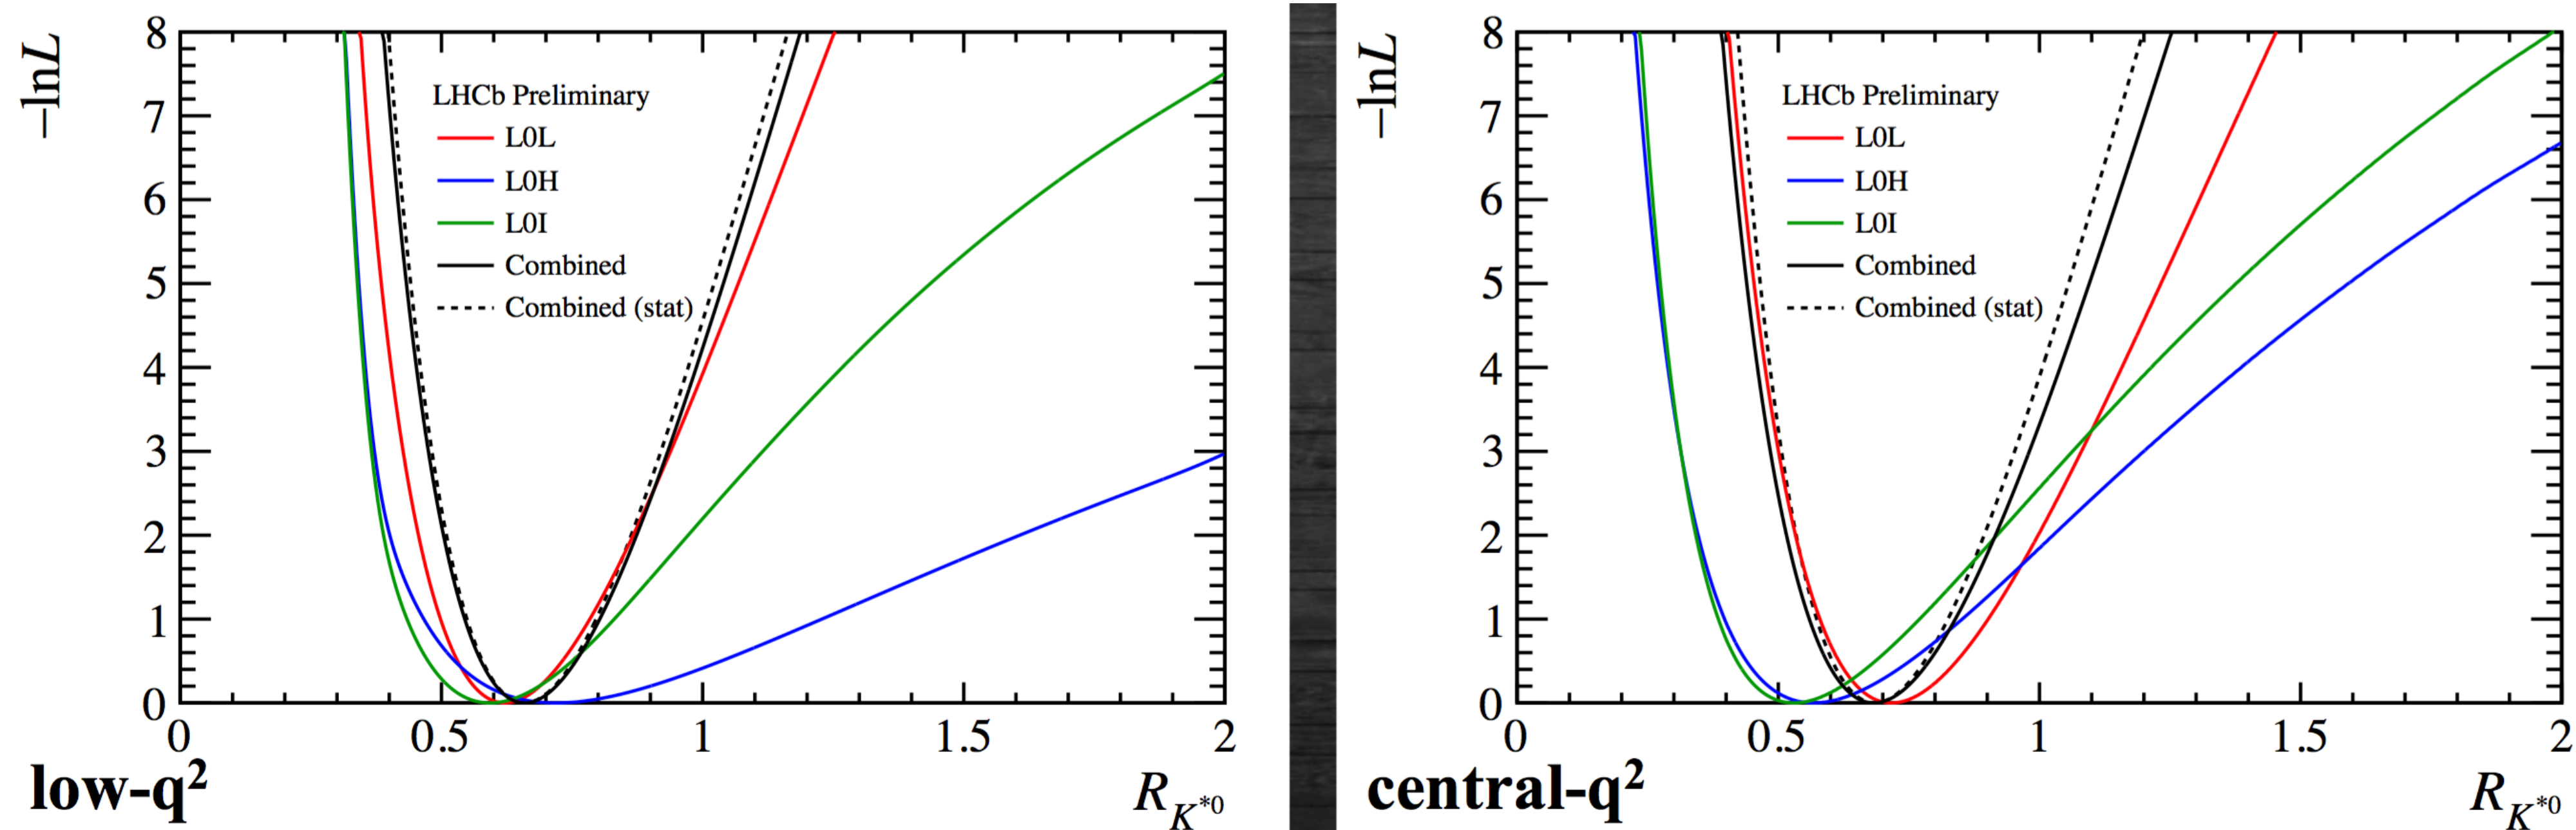 −lnL
8
7
6
5
4
3
2
1
0
LHCb Preliminary
L0L
L0H
L0I
Combined
Combined (stat)
0 0.5 1 1.5 2
low-q²
R_K*0
−lnL
8
7
6
5
4
3
2
1
0
LHCb Preliminary
L0L
L0H
L0I
Combined
Combined (stat)
0 0.5 1 1.5 2
central-q²
R_K*0